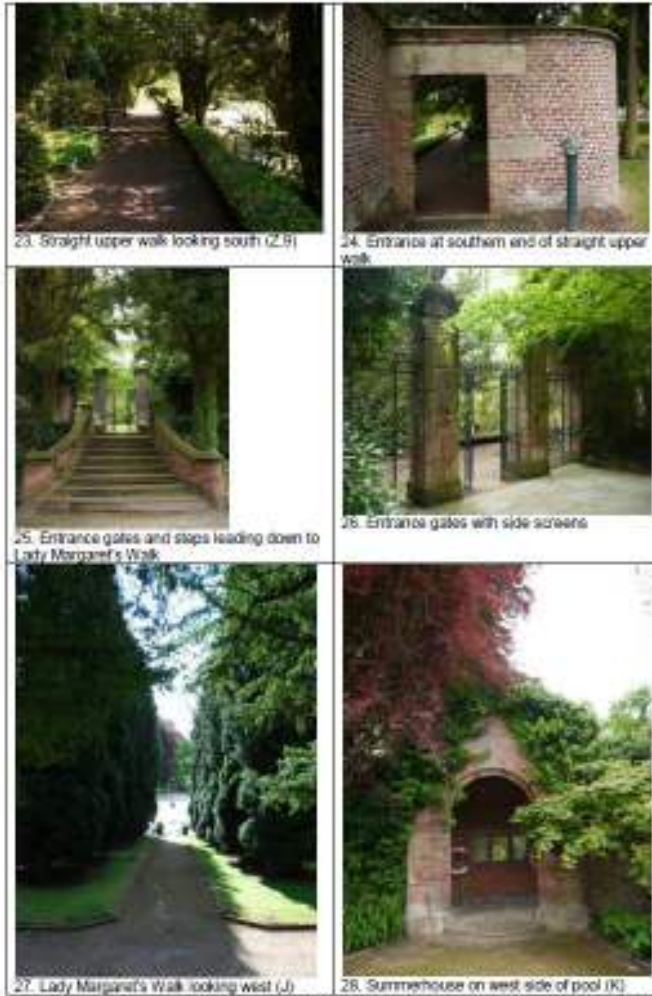 23. Straight upper walk looking south (Z.9)
24. Entrance at southern end of straight upper
walk
25. Entrance gates and steps leading down to
Lady Margaret's Walk
26. Entrance gates with side screens
27. Lady Margaret's Walk looking west (J)
28. Summerhouse on west side of pool (K)